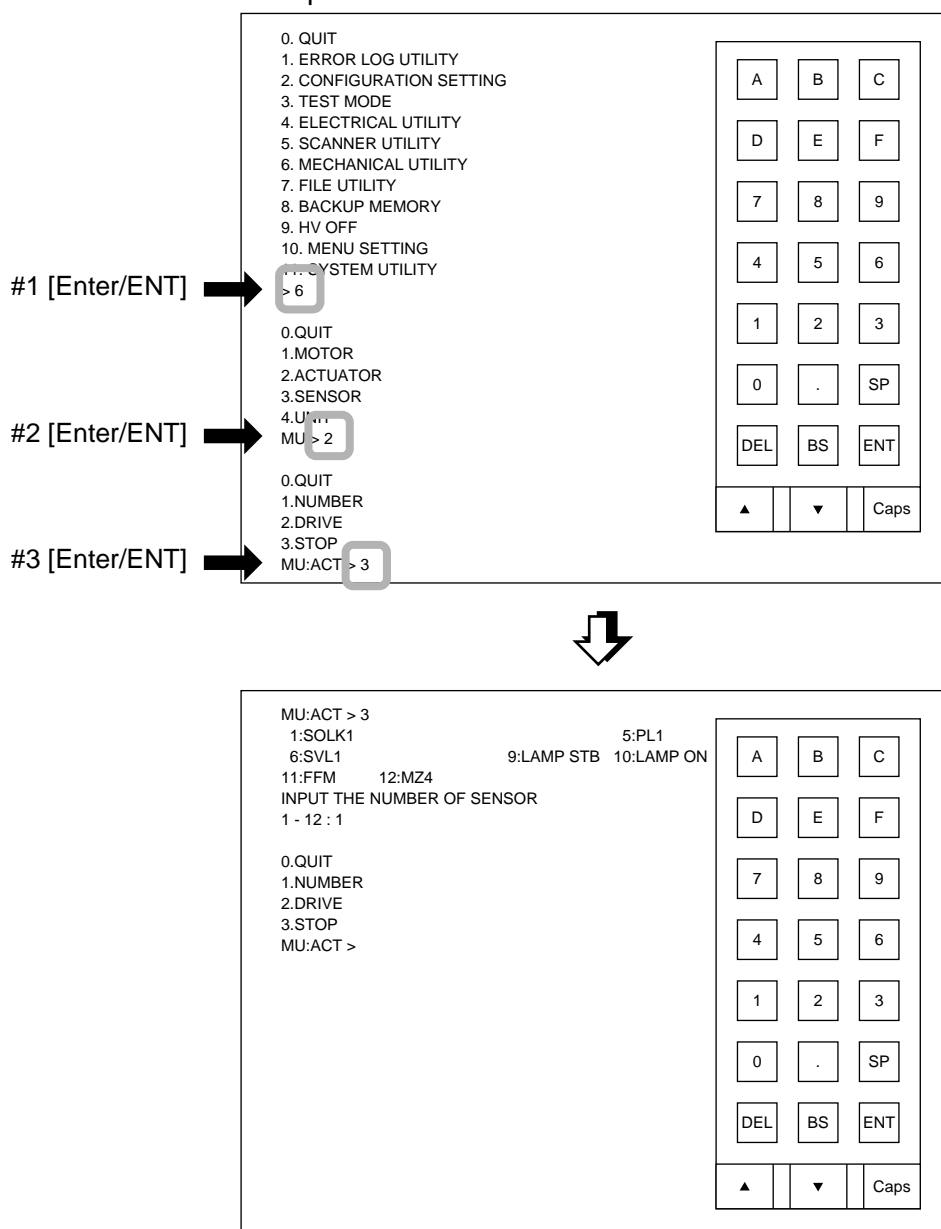 0. QUIT
1. ERROR LOG UTILITY
2. CONFIGURATION SETTING
3. TEST MODE
4. ELECTRICAL UTILITY
5. SCANNER UTILITY
6. MECHANICAL UTILITY
7. FILE UTILITY
8. BACKUP MEMORY
9. HV OFF
10. MENU SETTING
11. SYSTEM UTILITY
#1 [Enter/ENT]
> 6
0.QUIT
1.MOTOR
2.ACTUATOR
3.SENSOR
4.UNIT
#2 [Enter/ENT]
MU > 2
0.QUIT
1.NUMBER
2.DRIVE
3.STOP
#3 [Enter/ENT]
MU:ACT > 3
A B C
D E F
7 8 9
4 5 6
1 2 3
0 . SP
DEL BS ENT
▲ ▼ Caps
MU:ACT > 3
1:SOLK1 5:PL1
6:SVL1 9:LAMP STB 10:LAMP ON
11:FFM 12:MZ4
INPUT THE NUMBER OF SENSOR
1 - 12 : 1
0.QUIT
1.NUMBER
2.DRIVE
3.STOP
MU:ACT >
A B C
D E F
7 8 9
4 5 6
1 2 3
0 . SP
DEL BS ENT
▲ ▼ Caps